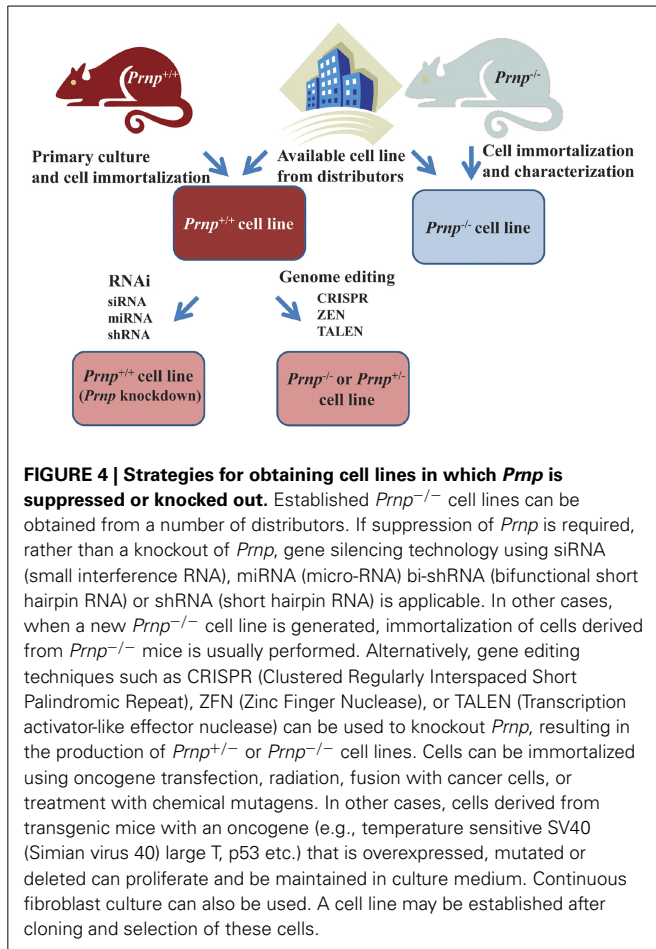 Prnp+/+
Prnp-/-
Primary culture
and cell immortalization
Available cell line
from distributors
Cell immortalization
and characterization
Prnp+/+ cell line
Prnp-/- cell line
RNAi
siRNA
miRNA
shRNA
Genome editing
CRISPR
ZEN
TALEN
Prnp+/+ cell line
(Prnp knockdown)
Prnp-/- or Prnp+/-
cell line
FIGURE 4 | Strategies for obtaining cell lines in which Prnp is
suppressed or knocked out. Established Prnp−/− cell lines can be
obtained from a number of distributors. If suppression of Prnp is required,
rather than a knockout of Prnp, gene silencing technology using siRNA
(small interference RNA), miRNA (micro-RNA) bi-shRNA (bifunctional short
hairpin RNA) or shRNA (short hairpin RNA) is applicable. In other cases,
when a new Prnp−/− cell line is generated, immortalization of cells derived
from Prnp−/− mice is usually performed. Alternatively, gene editing
techniques such as CRISPR (Clustered Regularly Interspaced Short
Palindromic Repeat), ZFN (Zinc Finger Nuclease), or TALEN (Transcription
activator-like effector nuclease) can be used to knockout Prnp, resulting in
the production of Prnp+/− or Prnp−/− cell lines. Cells can be immortalized
using oncogene transfection, radiation, fusion with cancer cells, or
treatment with chemical mutagens. In other cases, cells derived from
transgenic mice with an oncogene (e.g., temperature sensitive SV40
(Simian virus 40) large T, p53 etc.) that is overexpressed, mutated or
deleted can proliferate and be maintained in culture medium. Continuous
fibroblast culture can also be used. A cell line may be established after
cloning and selection of these cells.